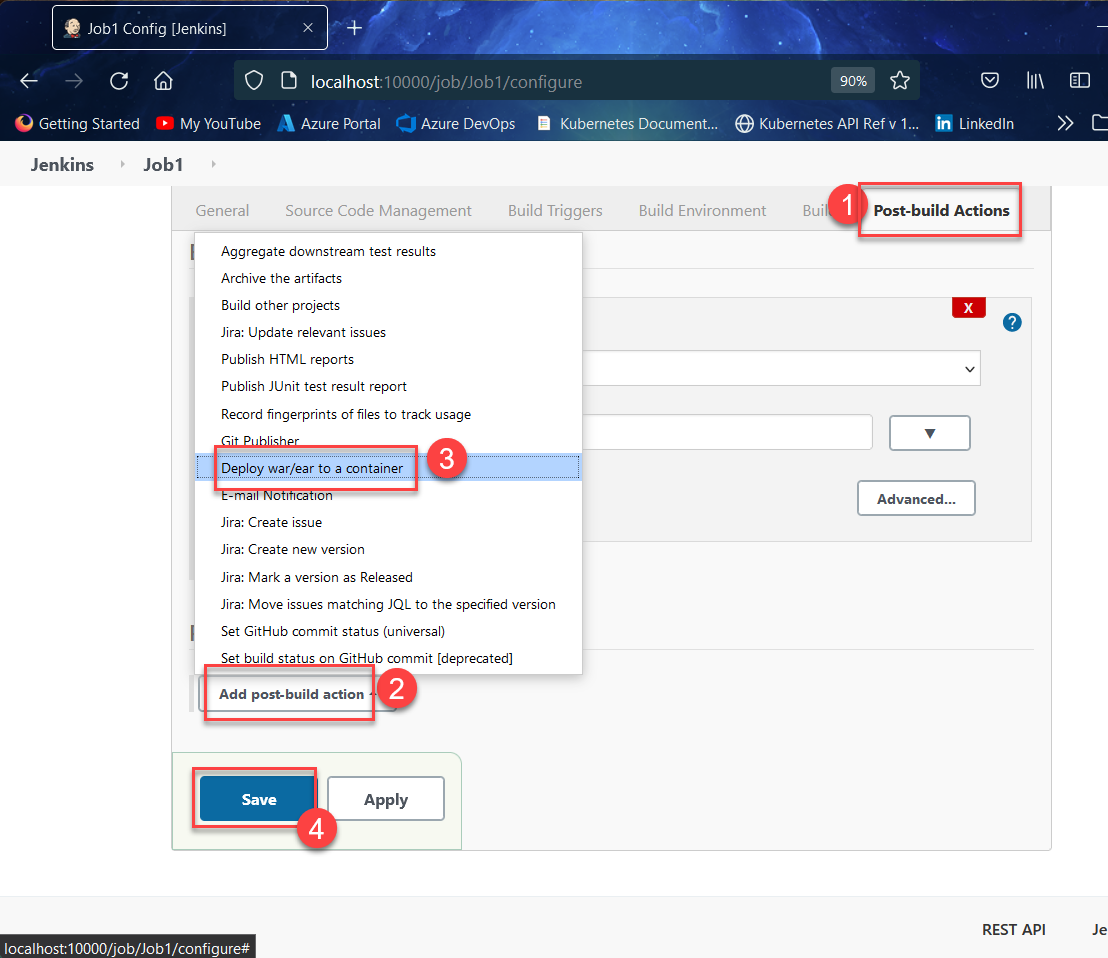 Job1 Config [Jenkins]
localhost:10000/job/Job1/configure 90%
Getting Started My YouTube Azure Portal Azure DevOps Kubernetes Document... Kubernetes API Ref v 1... LinkedIn
Jenkins Job1
General Source Code Management Build Triggers Build Environment Buil 1 Post-build Actions
Aggregate downstream test results
Archive the artifacts
Build other projects
X
?
Jira: Update relevant issues
Publish HTML reports
Publish JUnit test result report
Record fingerprints of files to track usage
Git Publisher
Deploy war/ear to a container 3
E-mail Notification
Advanced...
Jira: Create issue
Jira: Create new version
Jira: Mark a version as Released
Jira: Move issues matching JQL to the specified version
Set GitHub commit status (universal)
Set build status on GitHub commit [deprecated]
Add post-build action 2
Save Apply
4
REST API Je
localhost:10000/job/Job1/configure#